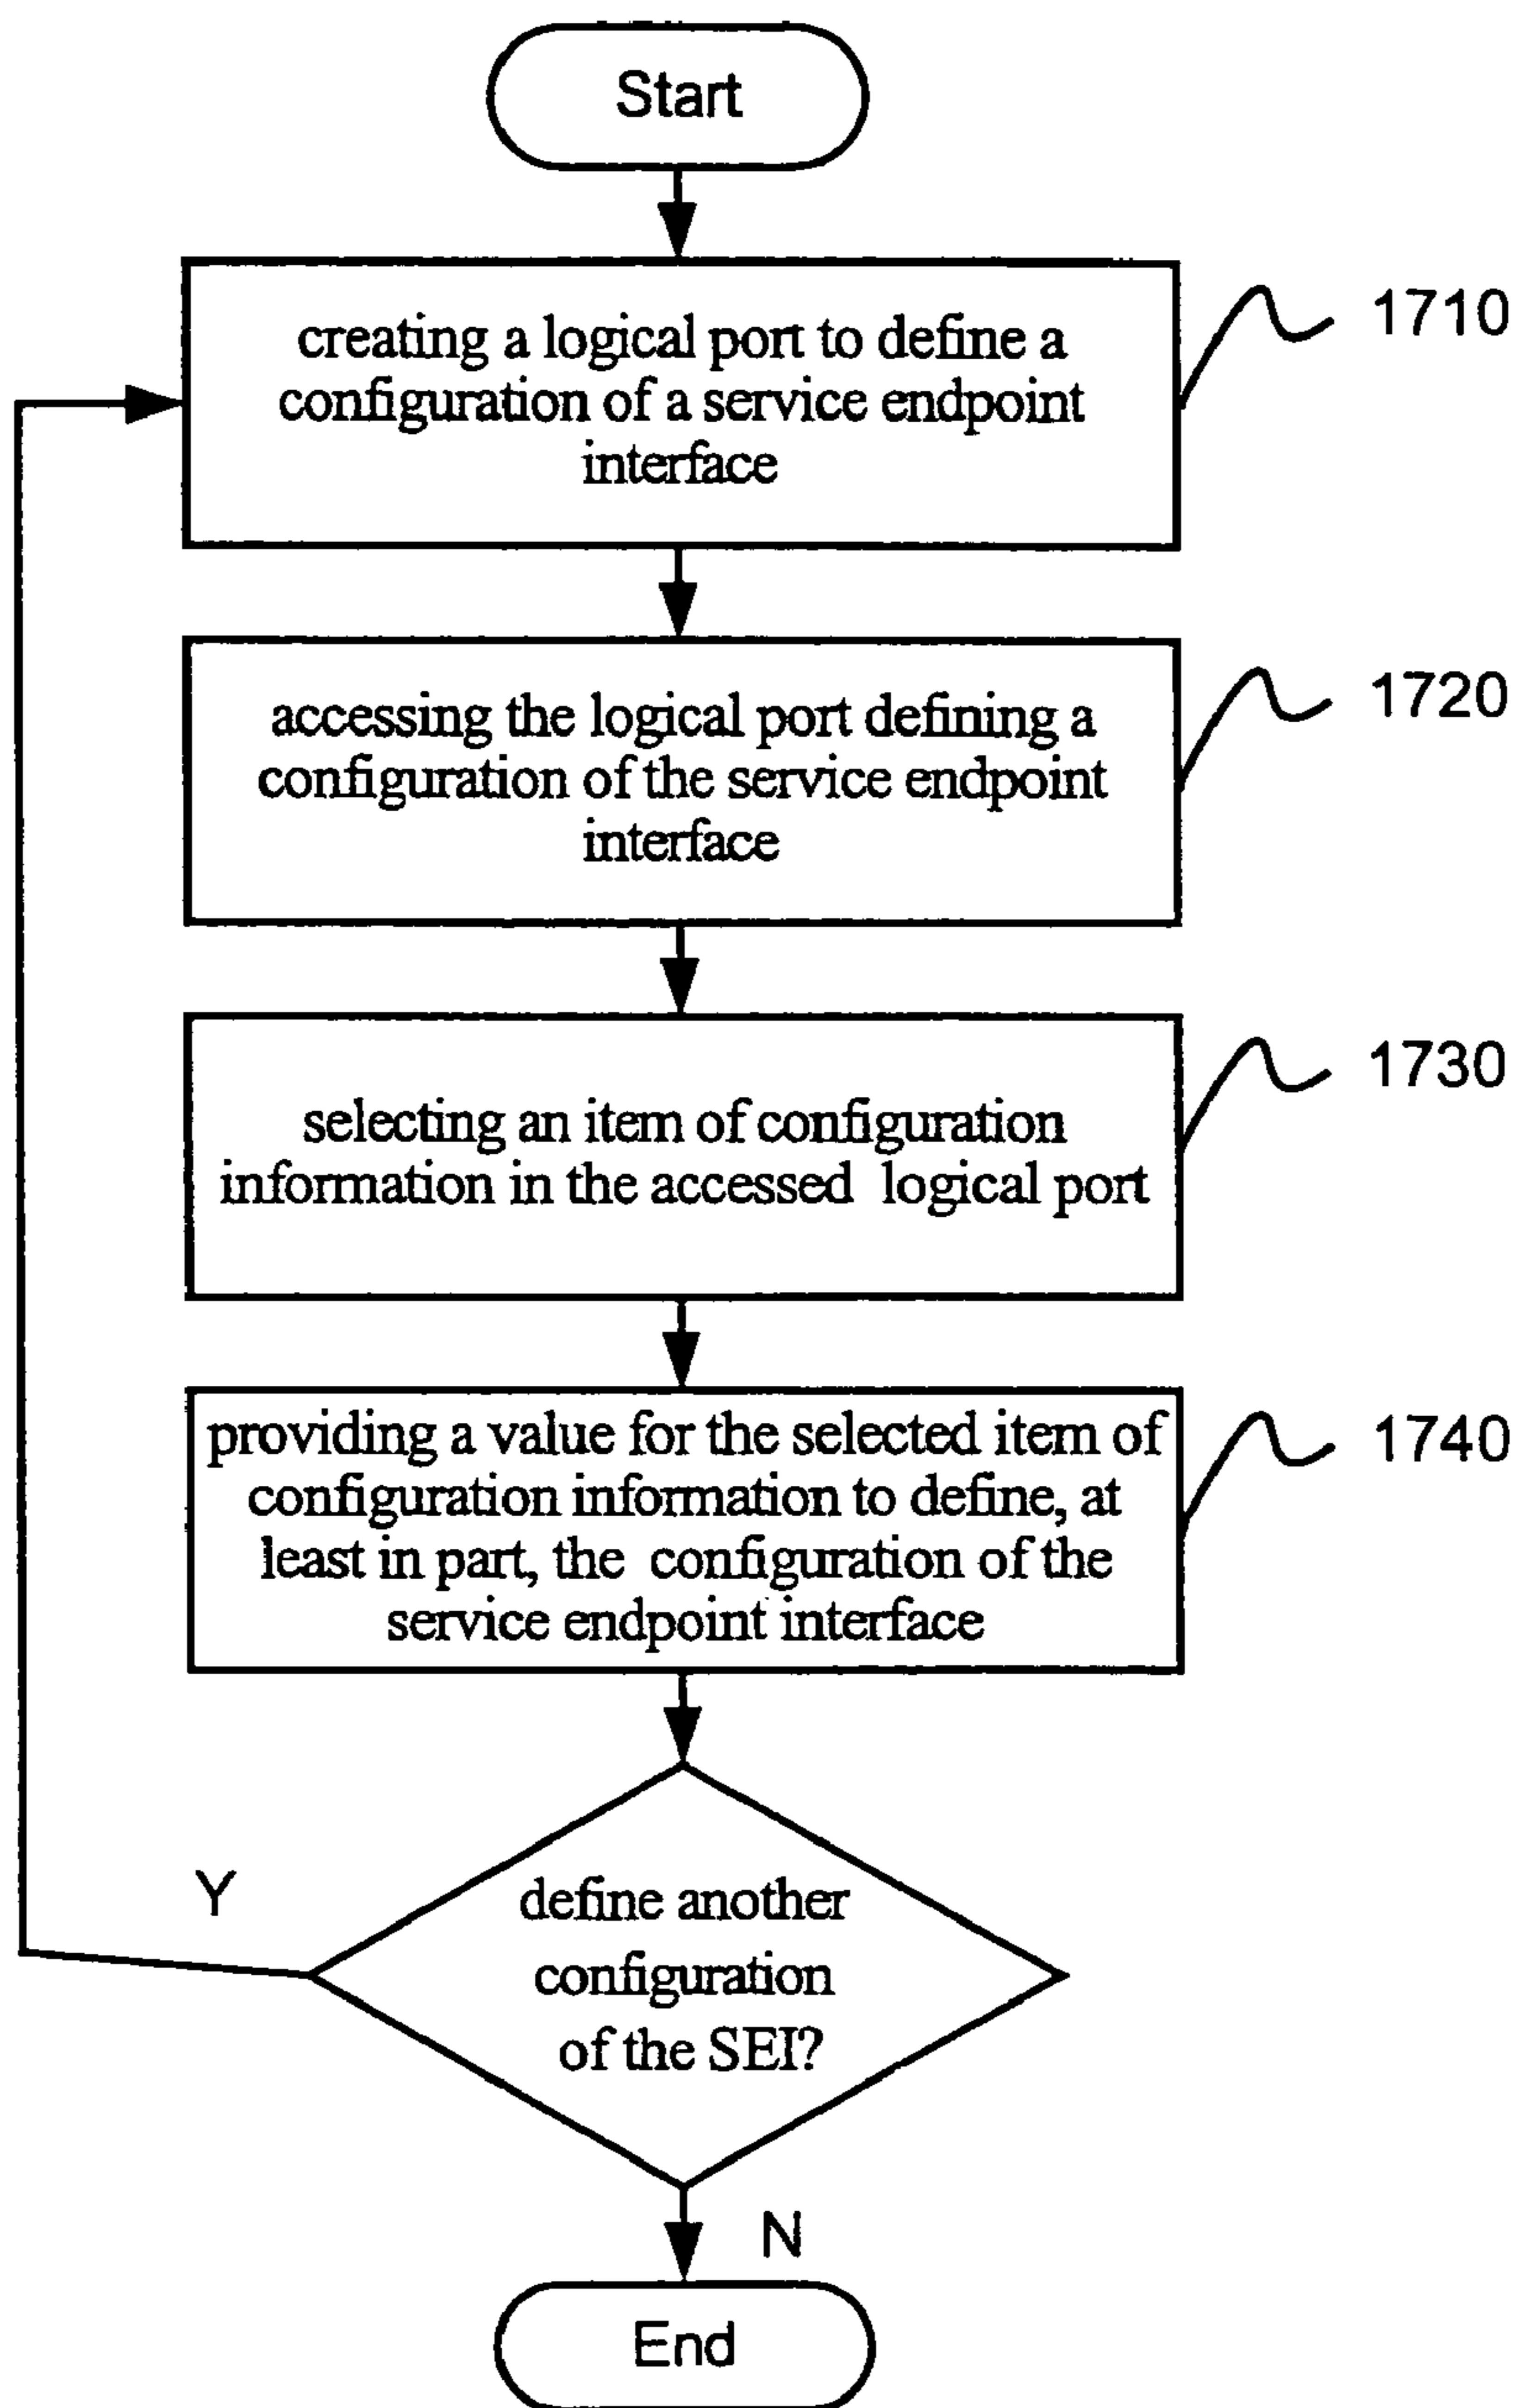 Start
creating a logical port to define a
configuration of a service endpoint
interface
1710
accessing the logical port defining a
configuration of the service endpoint
interface
1720
selecting an item of configuration
information in the accessed logical port
1730
providing a value for the selected item of
configuration information to define, at
least in part, the configuration of the
service endpoint interface
1740
define another
configuration
of the SEI?
Y
N
End